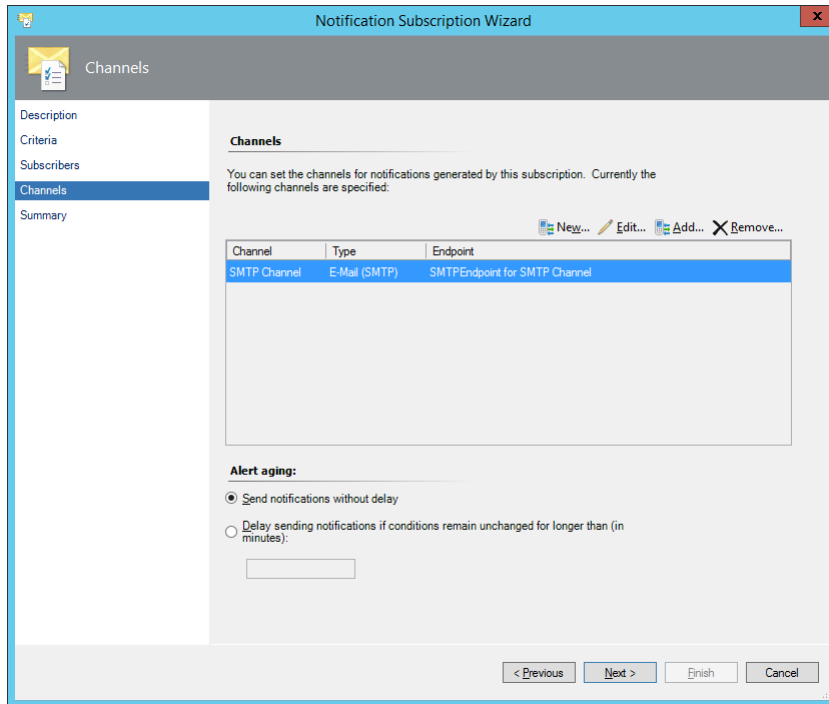 Notification Subscription Wizard
x
Channels
Description
Criteria
Subscribers
Channels
Summary
Channels
You can set the channels for notifications generated by this subscription. Currently the
following channels are specified:
New... Edit... Add... Remove...
Channel Type Endpoint
SMTP Channel E-Mail (SMTP) SMTPEndpoint for SMTP Channel
Alert aging:
Send notifications without delay
Delay sending notifications if conditions remain unchanged for longer than (in
minutes):
< Previous Next > Finish Cancel